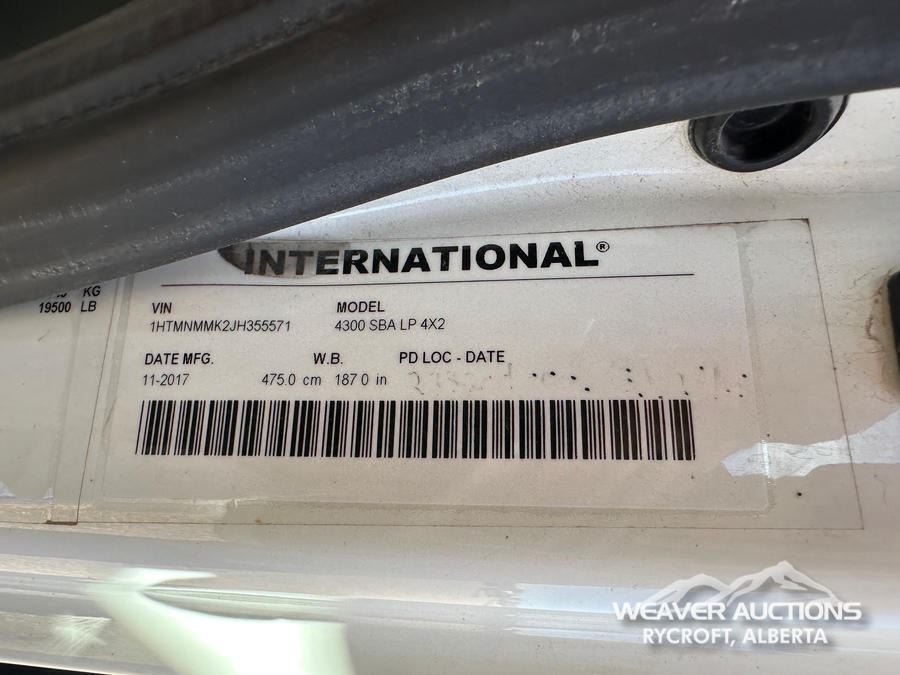 INTERNATIONAL®
KG
19500 LB
VIN MODEL
1HTMNMMK2JH355571 4300 SBA LP 4X2
DATE MFG. W.B. PD LOC - DATE
11-2017 475.0 cm 187.0 in
WEAVER AUCTIONS
RYCROFT, ALBERTA